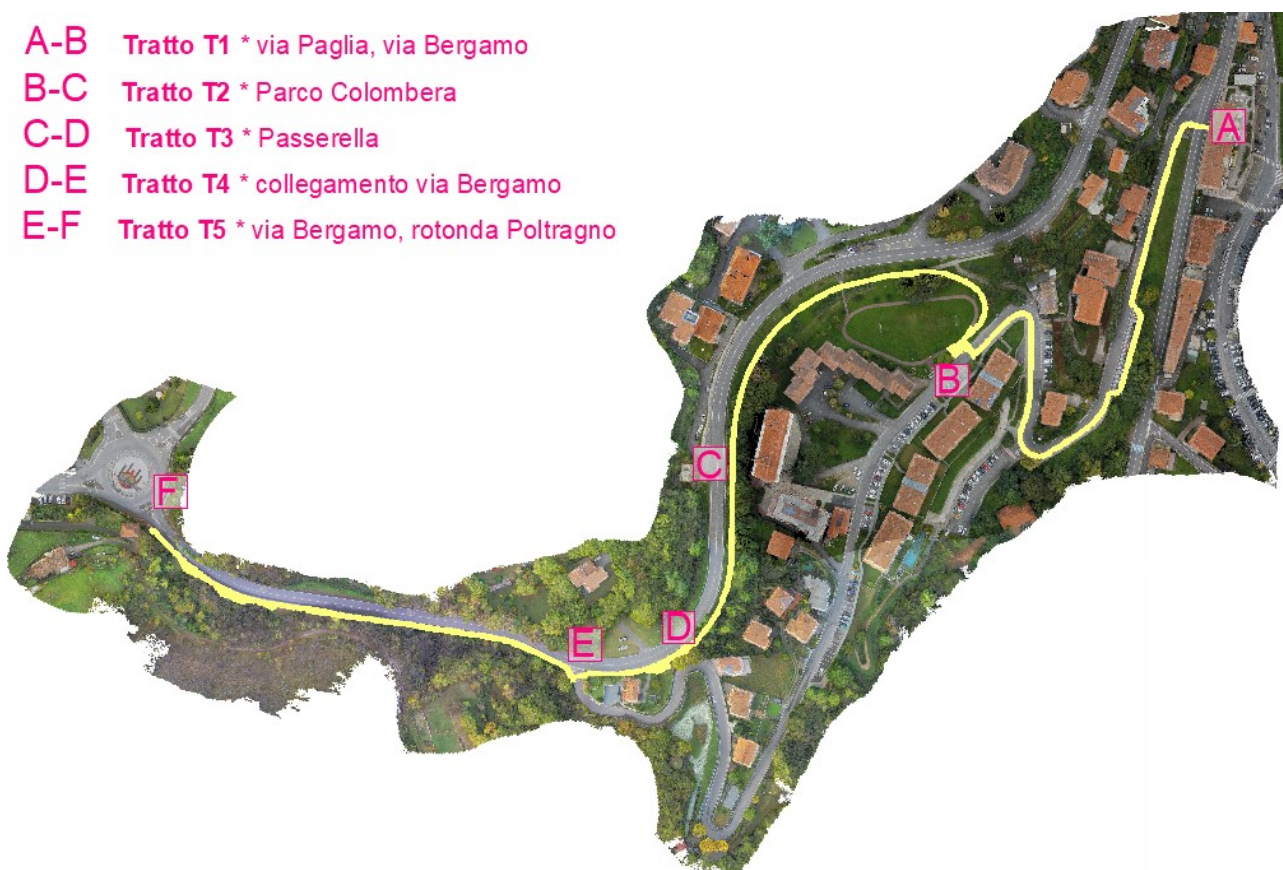 A-B Tratto T1 * via Paglia, via Bergamo
B-C Tratto T2 * Parco Colombera
C-D Tratto T3 * Passerella
D-E Tratto T4 * collegamento via Bergamo
E-F Tratto T5 * via Bergamo, rotonda Poltragno
A
B
C
F
D
E